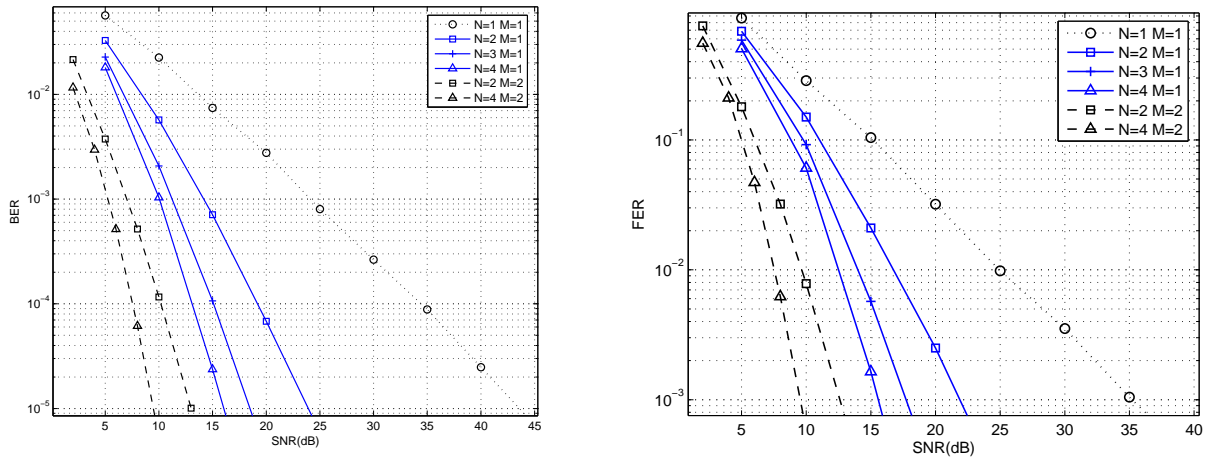 BER
10^-2
10^-3
10^-4
10^-5
5 10 15 20 25 30 35 40 45
SNR(dB)
N=1 M=1
N=2 M=1
N=3 M=1
N=4 M=1
N=2 M=2
N=4 M=2
FER
10^-1
10^-2
10^-3
5 10 15 20 25 30 35 40
SNR(dB)
N=1 M=1
N=2 M=1
N=3 M=1
N=4 M=1
N=2 M=2
N=4 M=2